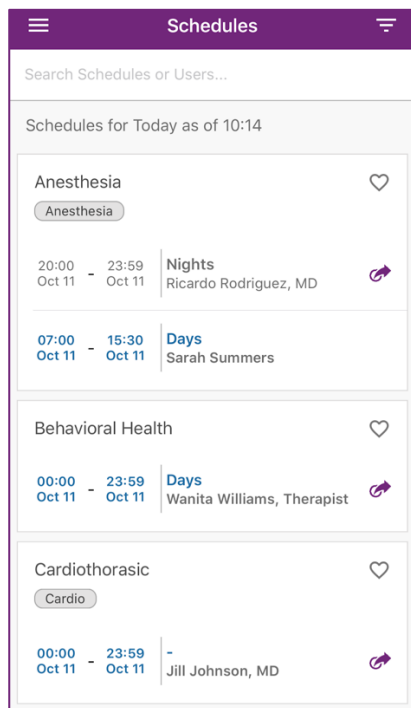 Schedules
Search Schedules or Users...
Schedules for Today as of 10:14
Anesthesia
Anesthesia
20:00 - 23:59 Nights
Oct 11 Oct 11 Ricardo Rodriguez, MD
07:00 - 15:30 Days
Oct 11 Oct 11 Sarah Summers
Behavioral Health
00:00 - 23:59 Days
Oct 11 Oct 11 Wanita Williams, Therapist
Cardiothorasic
Cardio
00:00 - 23:59 -
Oct 11 Oct 11 Jill Johnson, MD